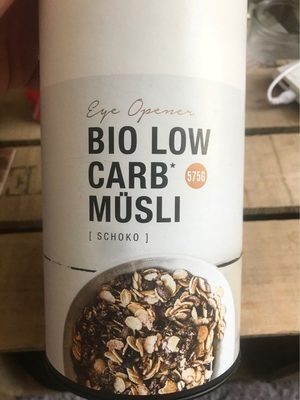 Eye Opener
BIO LOW
CARB*
575G
MÜSLI
[ SCHOKO ]